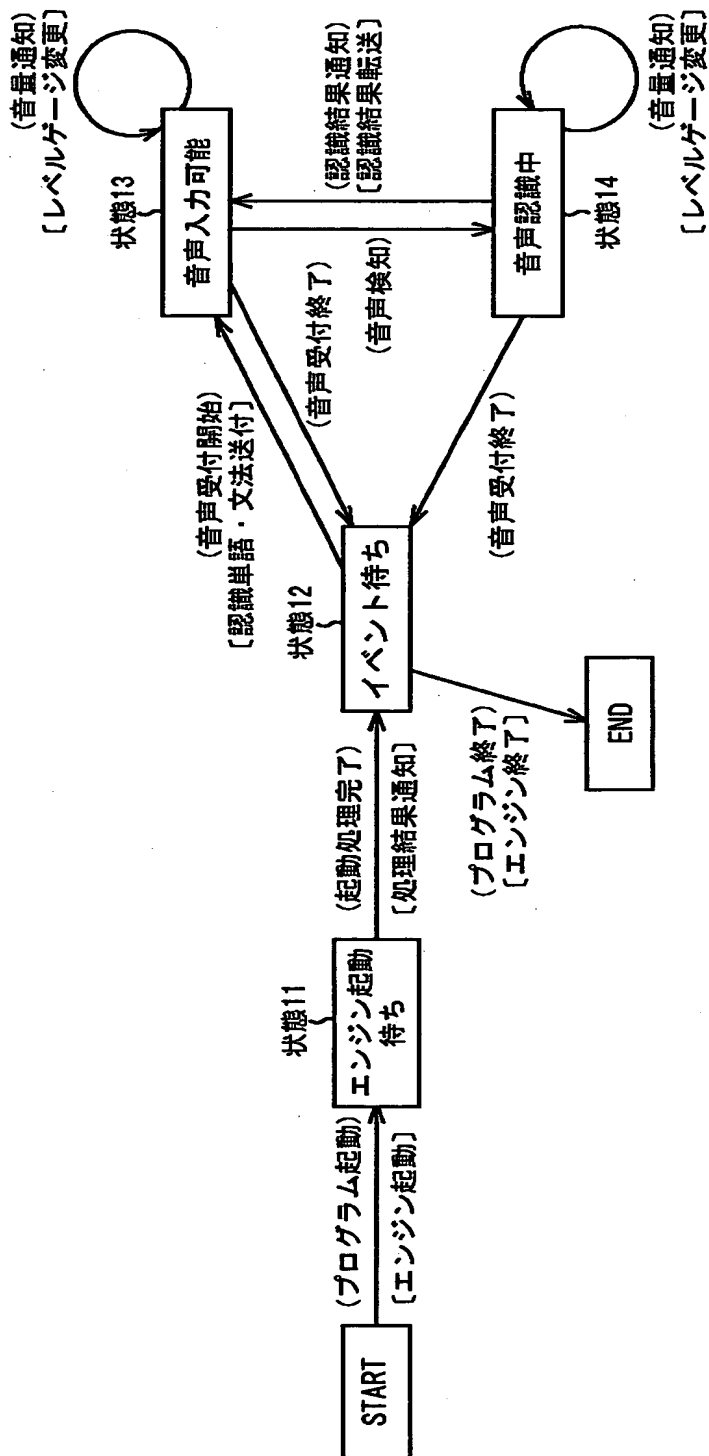 START
(プログラム起動)
[エンジン起動]
状態11
エンジン起動
待ち
(起動処理完了)
[処理結果通知]
状態12
イベント待ち
(プログラム終了)
[エンジン終了]
END
(音声受付開始)
[認識単語・文法送付]
(音声受付終了)
(音声受付終了)
状態13
音声入力可能
(音量通知)
[レベルゲージ変更]
(認識結果通知)
[認識結果転送]
(音声検知)
音声認識中
状態14
(音量通知)
[レベルゲージ変更]